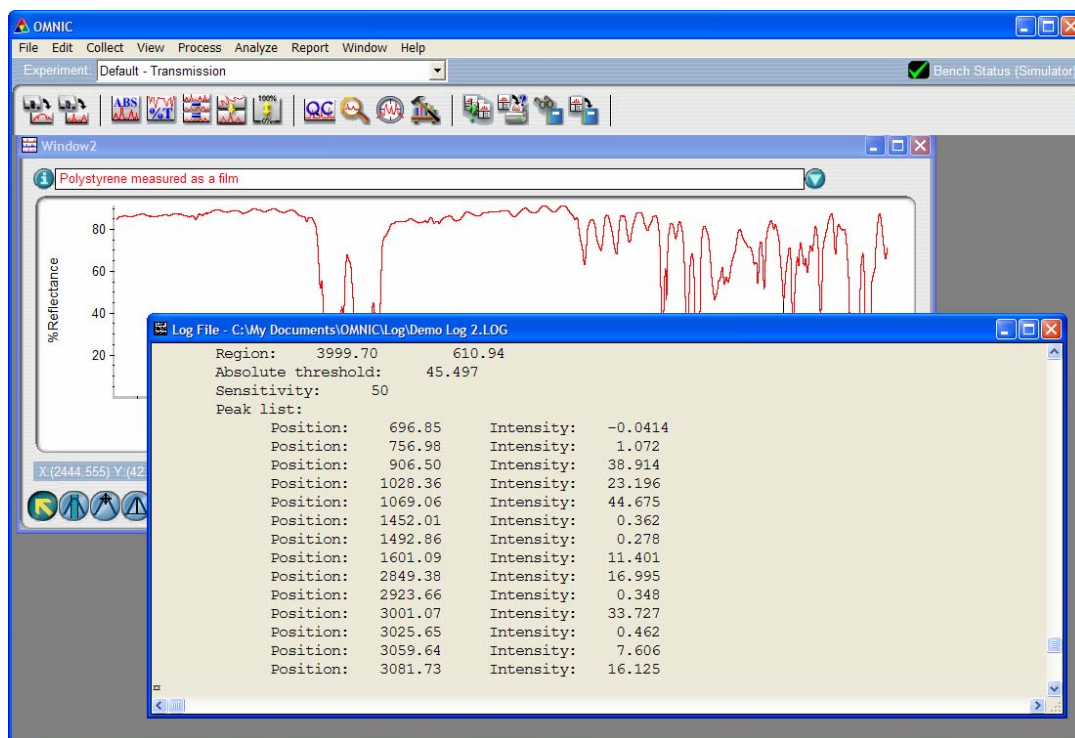 OMNIC
File Edit Collect View Process Analyze Report Window Help
Experiment: Default - Transmission
Bench Status (Simulator)
ABS %T 100% 0% QC
Window2
Polystyrene measured as a film
80
60
40
20
%Reflectance
X:(2444.555) Y:(42.
Log File - C:\My Documents\OMNIC\Log\Demo Log 2.LOG
Region: 3999.70 610.94
Absolute threshold: 45.497
Sensitivity: 50
Peak list:
Position: 696.85 Intensity: -0.0414
Position: 756.98 Intensity: 1.072
Position: 906.50 Intensity: 38.914
Position: 1028.36 Intensity: 23.196
Position: 1069.06 Intensity: 44.675
Position: 1452.01 Intensity: 0.362
Position: 1492.86 Intensity: 0.278
Position: 1601.09 Intensity: 11.401
Position: 2849.38 Intensity: 16.995
Position: 2923.66 Intensity: 0.348
Position: 3001.07 Intensity: 33.727
Position: 3025.65 Intensity: 0.462
Position: 3059.64 Intensity: 7.606
Position: 3081.73 Intensity: 16.125
¤